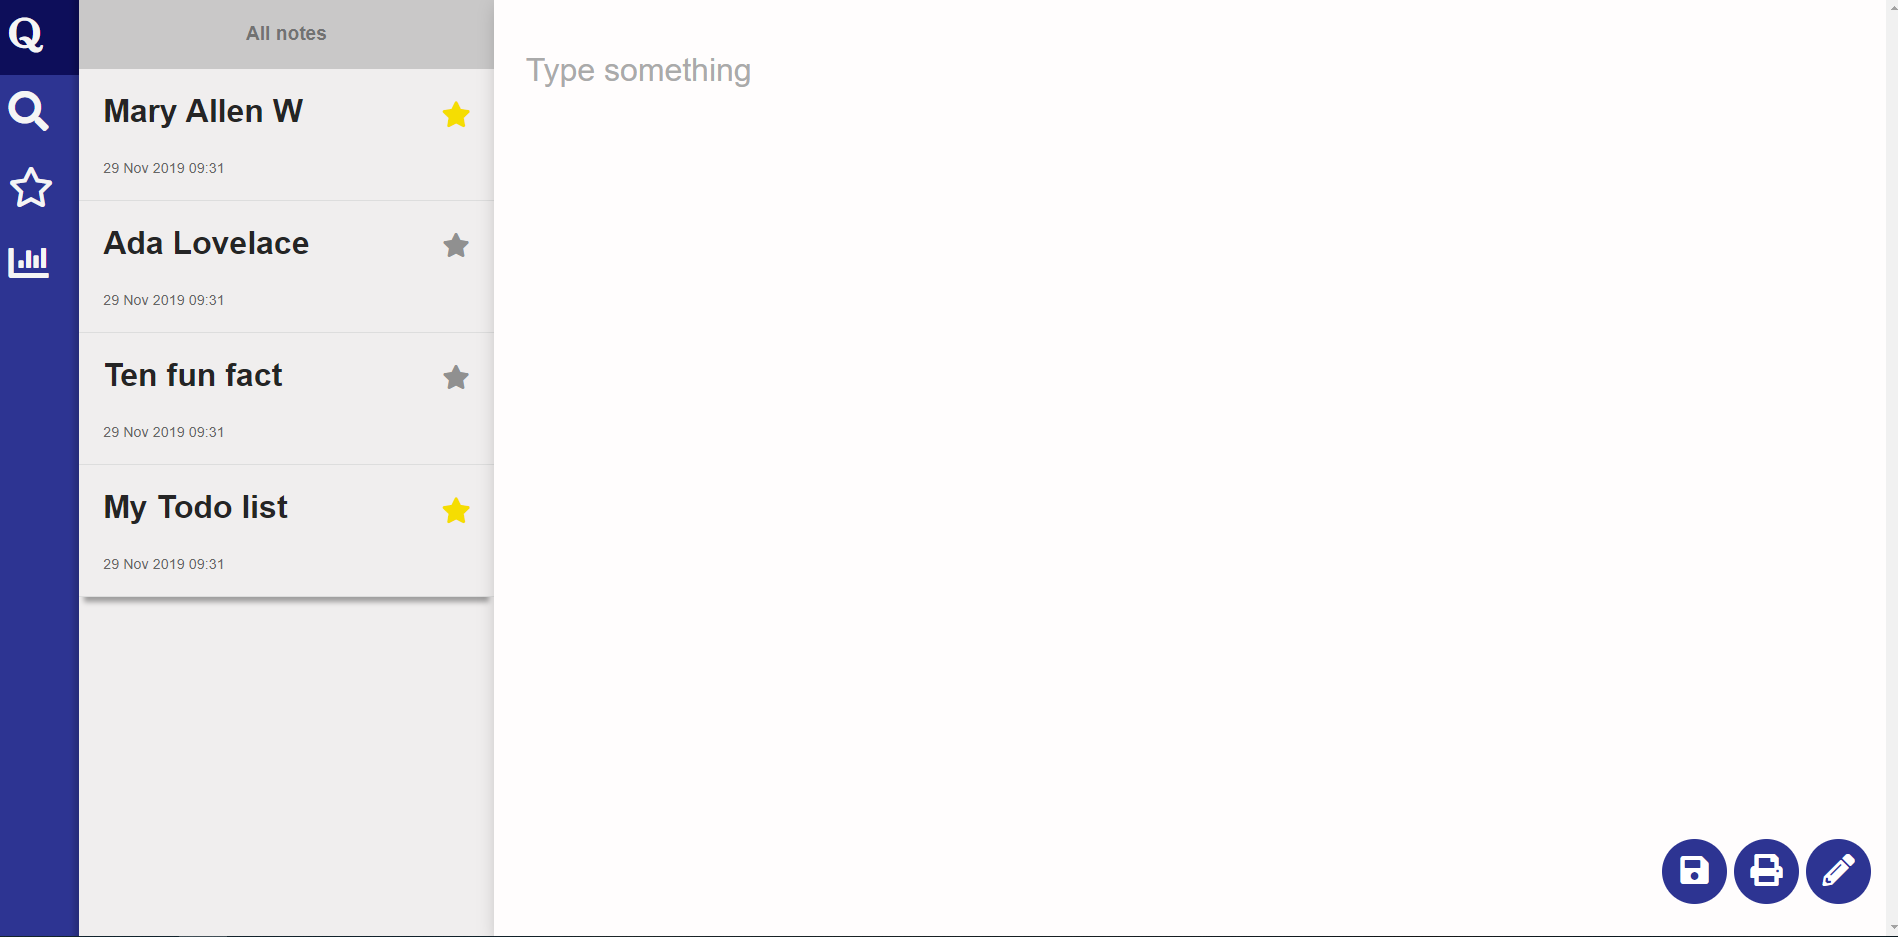 Q
All notes
Mary Allen W
29 Nov 2019 09:31
Ada Lovelace
29 Nov 2019 09:31
Ten fun fact
29 Nov 2019 09:31
My Todo list
29 Nov 2019 09:31
Type something